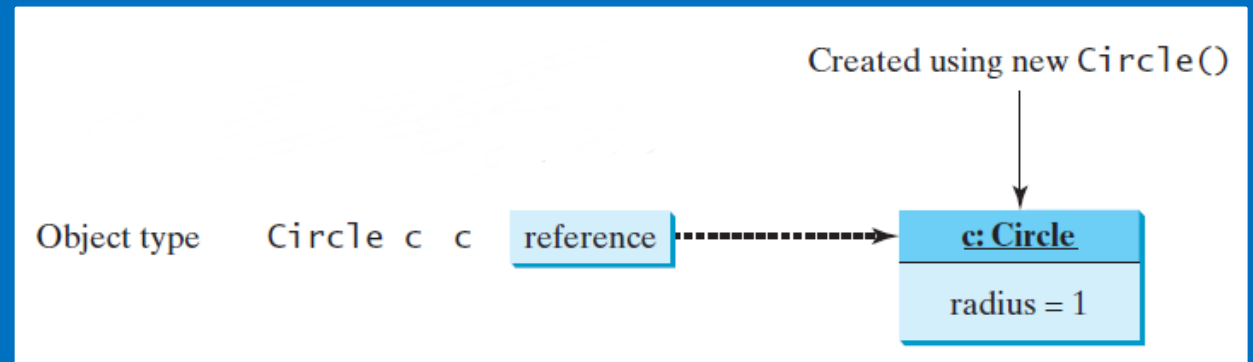 Created using new Circle()
Object type Circle c c reference c: Circle
radius = 1